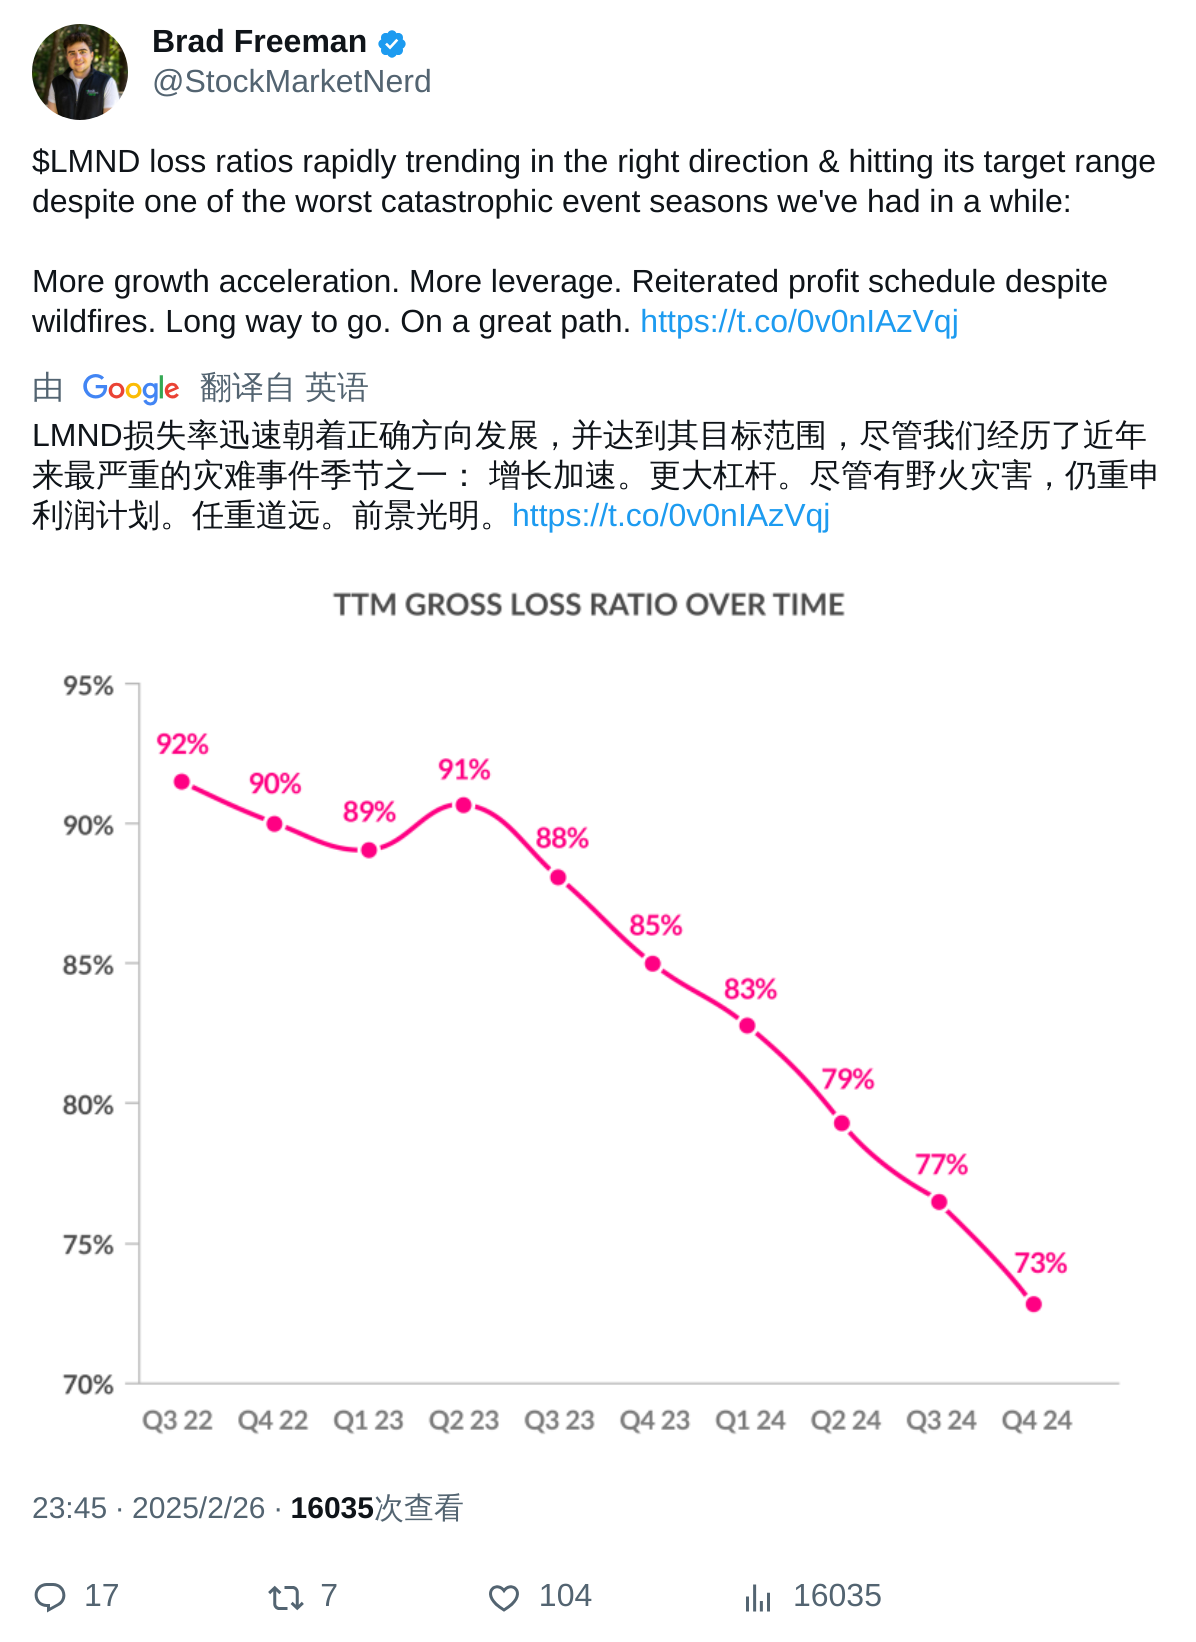 Brad Freeman
@StockMarketNerd
$LMND loss ratios rapidly trending in the right direction & hitting its target range
despite one of the worst catastrophic event seasons we've had in a while:
More growth acceleration. More leverage. Reiterated profit schedule despite
wildfires. Long way to go. On a great path. https://t.co/0v0nIAzVqj
由 Google 翻译自 英语
LMND损失率迅速朝着正确方向发展，并达到其目标范围，尽管我们经历了近年
来最严重的灾难事件季节之一： 增长加速。更大杠杆。尽管有野火灾害，仍重申
利润计划。任重道远。前景光明。https://t.co/0v0nIAzVqj
TTM GROSS LOSS RATIO OVER TIME
95%
92%
91%
90%
89%
90%
88%
85%
85%
83%
80%
79%
77%
75%
73%
70%
Q3 22 Q4 22 Q1 23 Q2 23 Q3 23 Q4 23 Q1 24 Q2 24 Q3 24 Q4 24
23:45 · 2025/2/26 · 16035次查看
17 7 104 16035